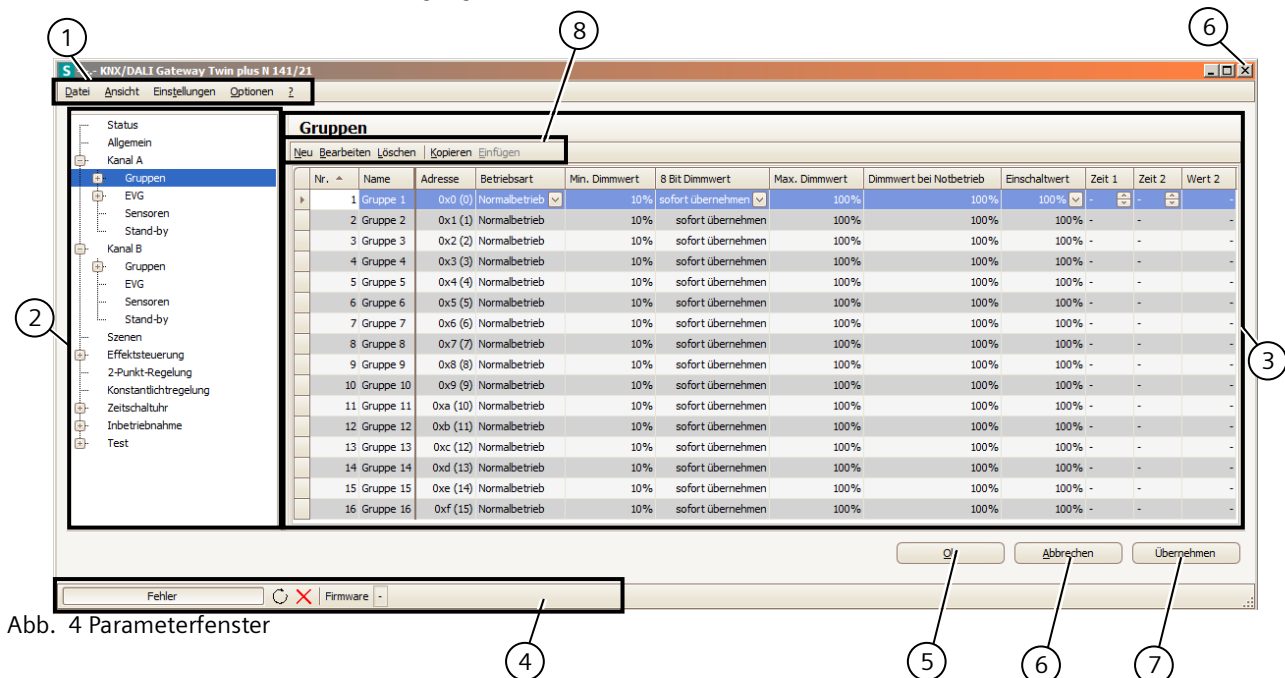 1
8
6
S ...- KNX/DALI Gateway Twin plus N 141/21
Datei Ansicht Einstellungen Optionen ?
Status
Allgemein
Kanal A
Gruppen
EVG
Sensoren
Stand-by
Kanal B
Gruppen
EVG
Sensoren
Stand-by
Szenen
Effektsteuerung
2-Punkt-Regelung
Konstantlichtregelung
Zeitschaltuhr
Inbetriebnahme
Test
2
Gruppen
Neu Bearbeiten Löschen | Kopieren Einfügen
Nr. Name Adresse Betriebsart Min. Dimmwert 8 Bit Dimmwert Max. Dimmwert Dimmwert bei Notbetrieb Einschaltwert Zeit 1 Zeit 2 Wert 2
1 Gruppe 1 0x0 (0) Normalbetrieb 10% sofort übernehmen 100% 100% 100% - - -
2 Gruppe 2 0x1 (1) Normalbetrieb 10% sofort übernehmen 100% 100% 100% - - -
3 Gruppe 3 0x2 (2) Normalbetrieb 10% sofort übernehmen 100% 100% 100% - - -
4 Gruppe 4 0x3 (3) Normalbetrieb 10% sofort übernehmen 100% 100% 100% - - -
5 Gruppe 5 0x4 (4) Normalbetrieb 10% sofort übernehmen 100% 100% 100% - - -
6 Gruppe 6 0x5 (5) Normalbetrieb 10% sofort übernehmen 100% 100% 100% - - -
7 Gruppe 7 0x6 (6) Normalbetrieb 10% sofort übernehmen 100% 100% 100% - - -
8 Gruppe 8 0x7 (7) Normalbetrieb 10% sofort übernehmen 100% 100% 100% - - -
9 Gruppe 9 0x8 (8) Normalbetrieb 10% sofort übernehmen 100% 100% 100% - - -
10 Gruppe 10 0x9 (9) Normalbetrieb 10% sofort übernehmen 100% 100% 100% - - -
11 Gruppe 11 0xa (10) Normalbetrieb 10% sofort übernehmen 100% 100% 100% - - -
12 Gruppe 12 0xb (11) Normalbetrieb 10% sofort übernehmen 100% 100% 100% - - -
13 Gruppe 13 0xc (12) Normalbetrieb 10% sofort übernehmen 100% 100% 100% - - -
14 Gruppe 14 0xd (13) Normalbetrieb 10% sofort übernehmen 100% 100% 100% - - -
15 Gruppe 15 0xe (14) Normalbetrieb 10% sofort übernehmen 100% 100% 100% - - -
16 Gruppe 16 0xf (15) Normalbetrieb 10% sofort übernehmen 100% 100% 100% - - -
3
Abbrechen Übernehmen
Fehler Firmware -
Abb. 4 Parameterfenster
4
5
6
7